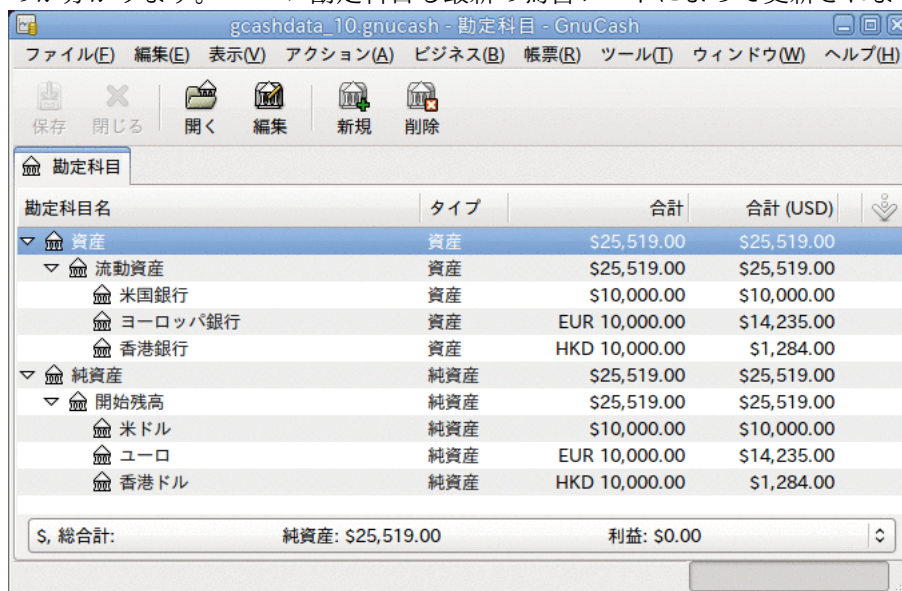 gcashdata_10.gnucash - 勘定科目 - GnuCash
ファイル(F) 編集(E) 表示(V) アクション(A) ビジネス(B) 帳票(R) ツール(T) ウィンドウ(W) ヘルプ(H)
保存 閉じる 開く 編集 新規 削除
勘定科目
勘定科目名 タイプ 合計 合計 (USD)
資産 資産 $25,519.00 $25,519.00
流動資産 資産 $25,519.00 $25,519.00
米国銀行 資産 $10,000.00 $10,000.00
ヨーロッパ銀行 資産 EUR 10,000.00 $14,235.00
香港銀行 資産 HKD 10,000.00 $1,284.00
純資産 純資産 $25,519.00 $25,519.00
開始残高 純資産 $25,519.00 $25,519.00
米ドル 純資産 $10,000.00 $10,000.00
ユーロ 純資産 EUR 10,000.00 $14,235.00
香港ドル 純資産 HKD 10,000.00 $1,284.00
$, 総合計: 純資産: $25,519.00 利益: $0.00